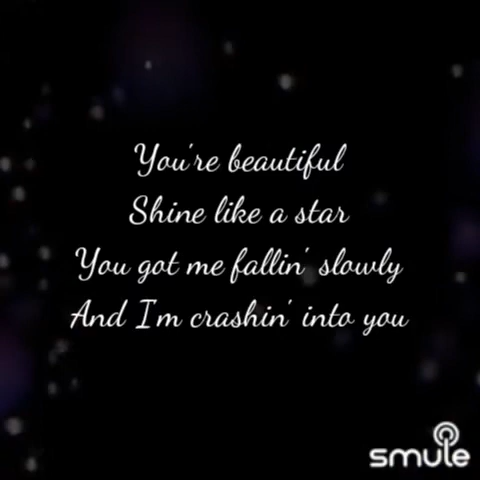 You're beautiful
Shine like a star
You got me fallin' slowly
And I'm crashin' into you
smule